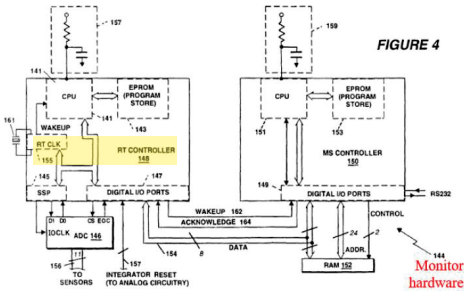 157
159
FIGURE 4
141
CPU
EPROM
(PROGRAM
STORE)
141
143
161
WAKEUP
RT CLK
155
RT CONTROLLER
148
145
147
SSP
DIGITAL I/O PORTS
D1 D0
CS EOC
IOCLK
ADC 146
11
156
TO
SENSORS
157
INTEGRATOR RESET
(TO ANALOG CIRCUITRY)
CPU
EPROM
(PROGRAM
STORE)
151
153
MS CONTROLLER
150
149
DIGITAL I/O PORTS
RS232
WAKEUP 162
ACKNOWLEDGE 164
DATA
8
154
24
ADDR.
2
CONTROL
RAM 152
144
Monitor
hardware